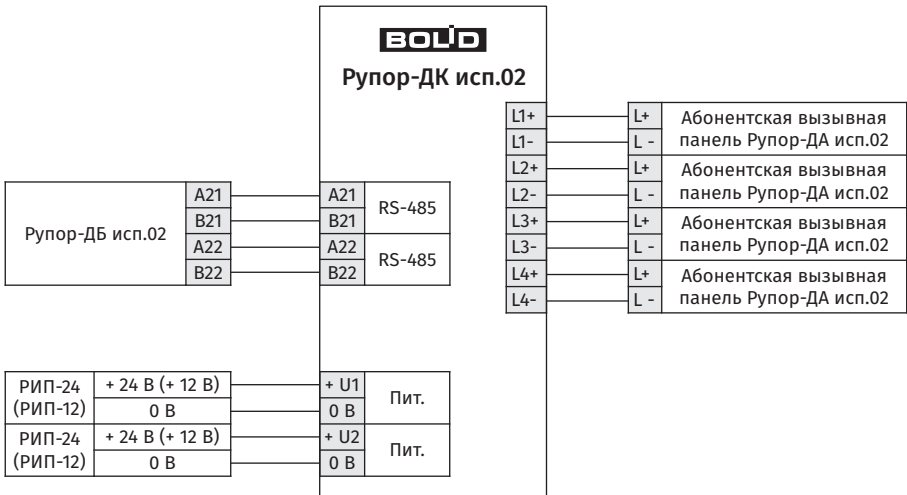 BOLID
Рупор-ДК исп.02
L1+
L+
Абонентская вызывная
панель Рупор-ДА исп.02
L1-
L -
L2+
L+
Абонентская вызывная
панель Рупор-ДА исп.02
L2-
L -
L3+
L+
Абонентская вызывная
панель Рупор-ДА исп.02
L3-
L -
L4+
L+
Абонентская вызывная
панель Рупор-ДА исп.02
L4-
L -
Рупор-ДБ исп.02
A21
A21
RS-485
B21
B21
A22
A22
RS-485
B22
B22
РИП-24
(РИП-12)
+ 24 В (+ 12 В)
+ U1
Пит.
0 В
0 В
РИП-24
(РИП-12)
+ 24 В (+ 12 В)
+ U2
Пит.
0 В
0 В